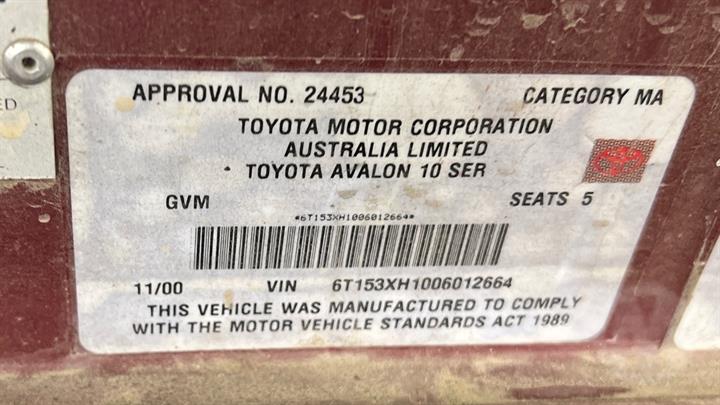 ED
APPROVAL NO. 24453 CATEGORY MA
TOYOTA MOTOR CORPORATION
AUSTRALIA LIMITED
TOYOTA AVALON 10 SER
GVM SEATS 5
*6T153XH1006012664*
11/00 VIN 6T153XH1006012664
THIS VEHICLE WAS MANUFACTURED TO COMPLY
WITH THE MOTOR VEHICLE STANDARDS ACT 1989